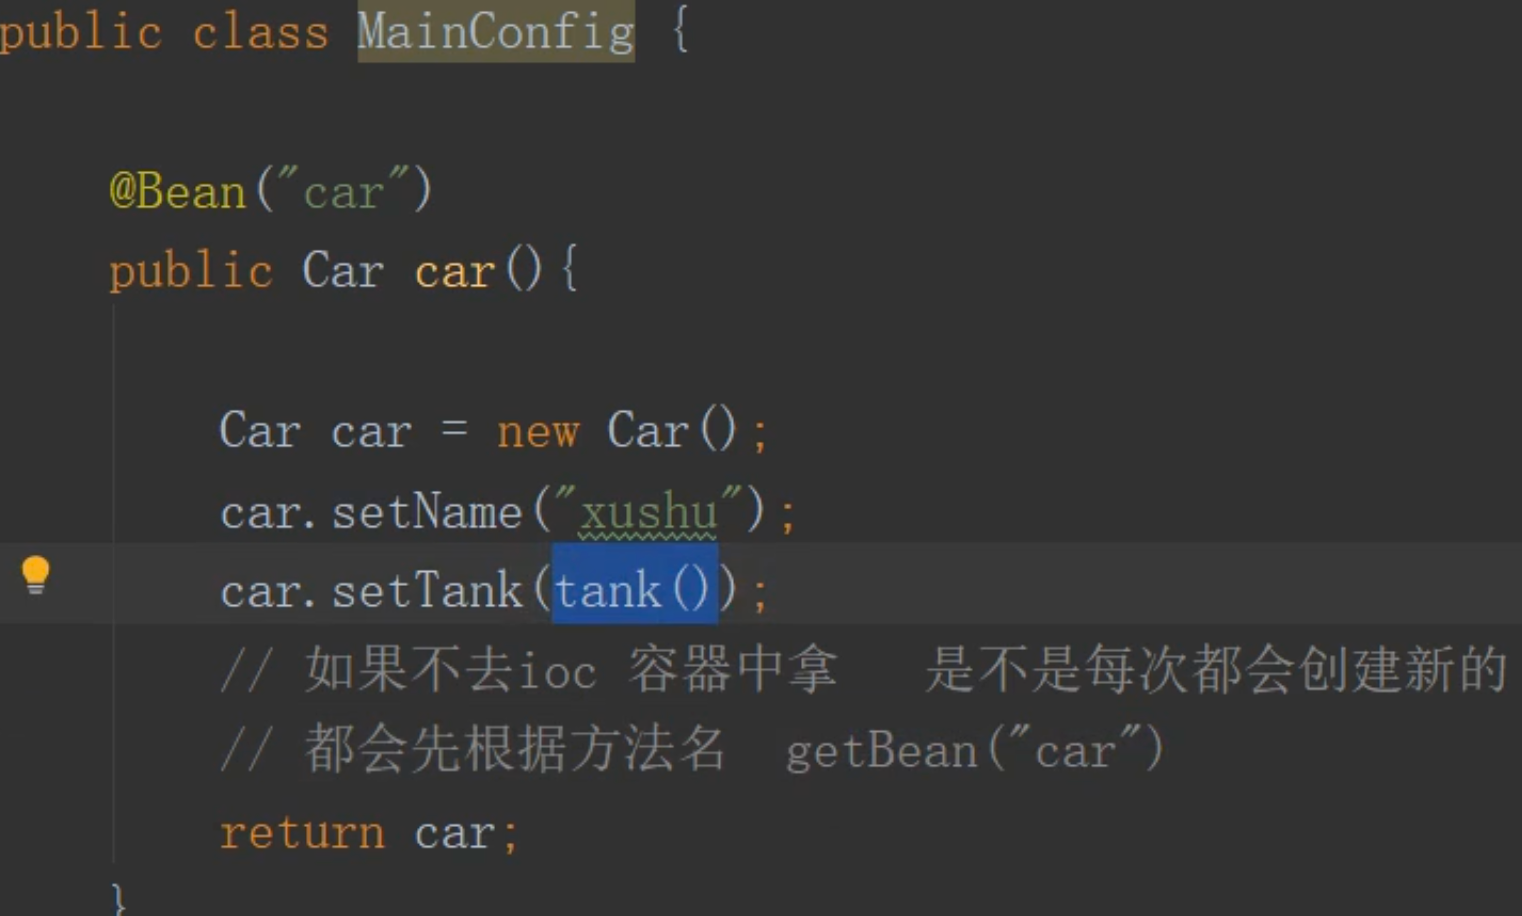 public class MainConfig {
@Bean("car")
public Car car(){
Car car = new Car();
car.setName("xushu");
car.setTank(tank());
// 如果不去ioc 容器中拿 是不是每次都会创建新的
// 都会先根据方法名 getBean("car")
return car;
}